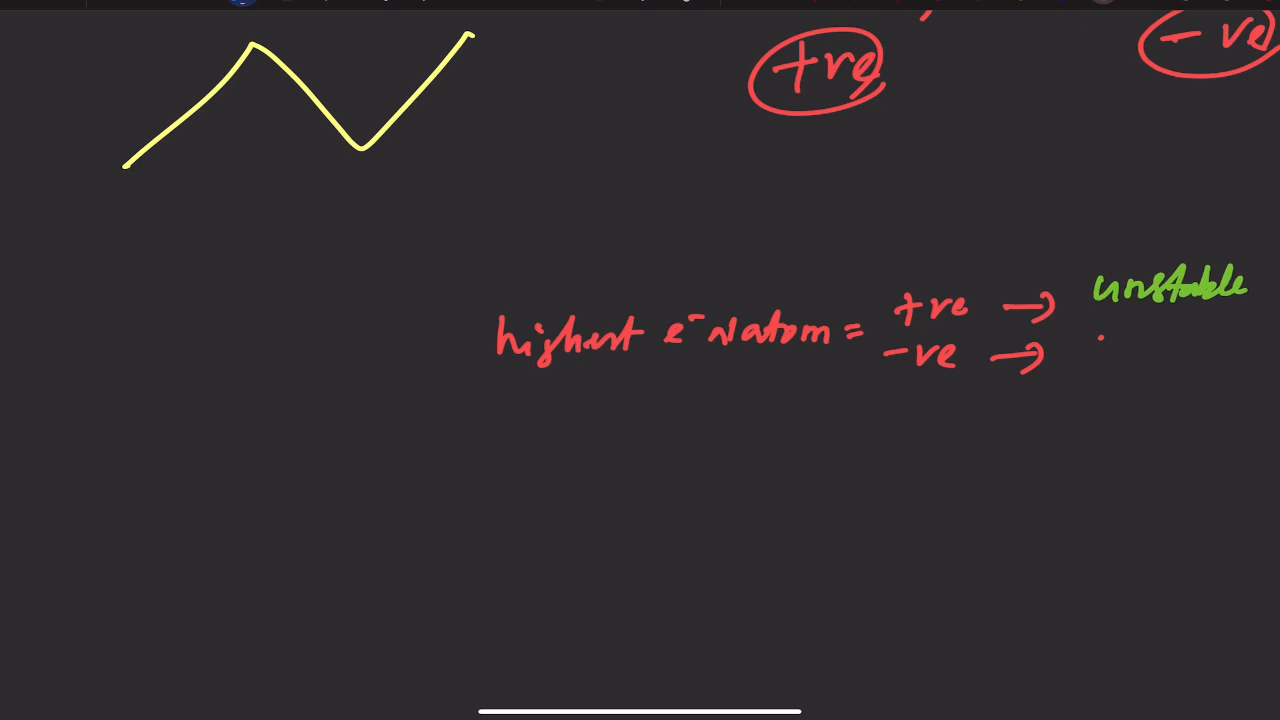 +ve
- ve
unstable
highest e⁻ve atom = +ve →
-ve →